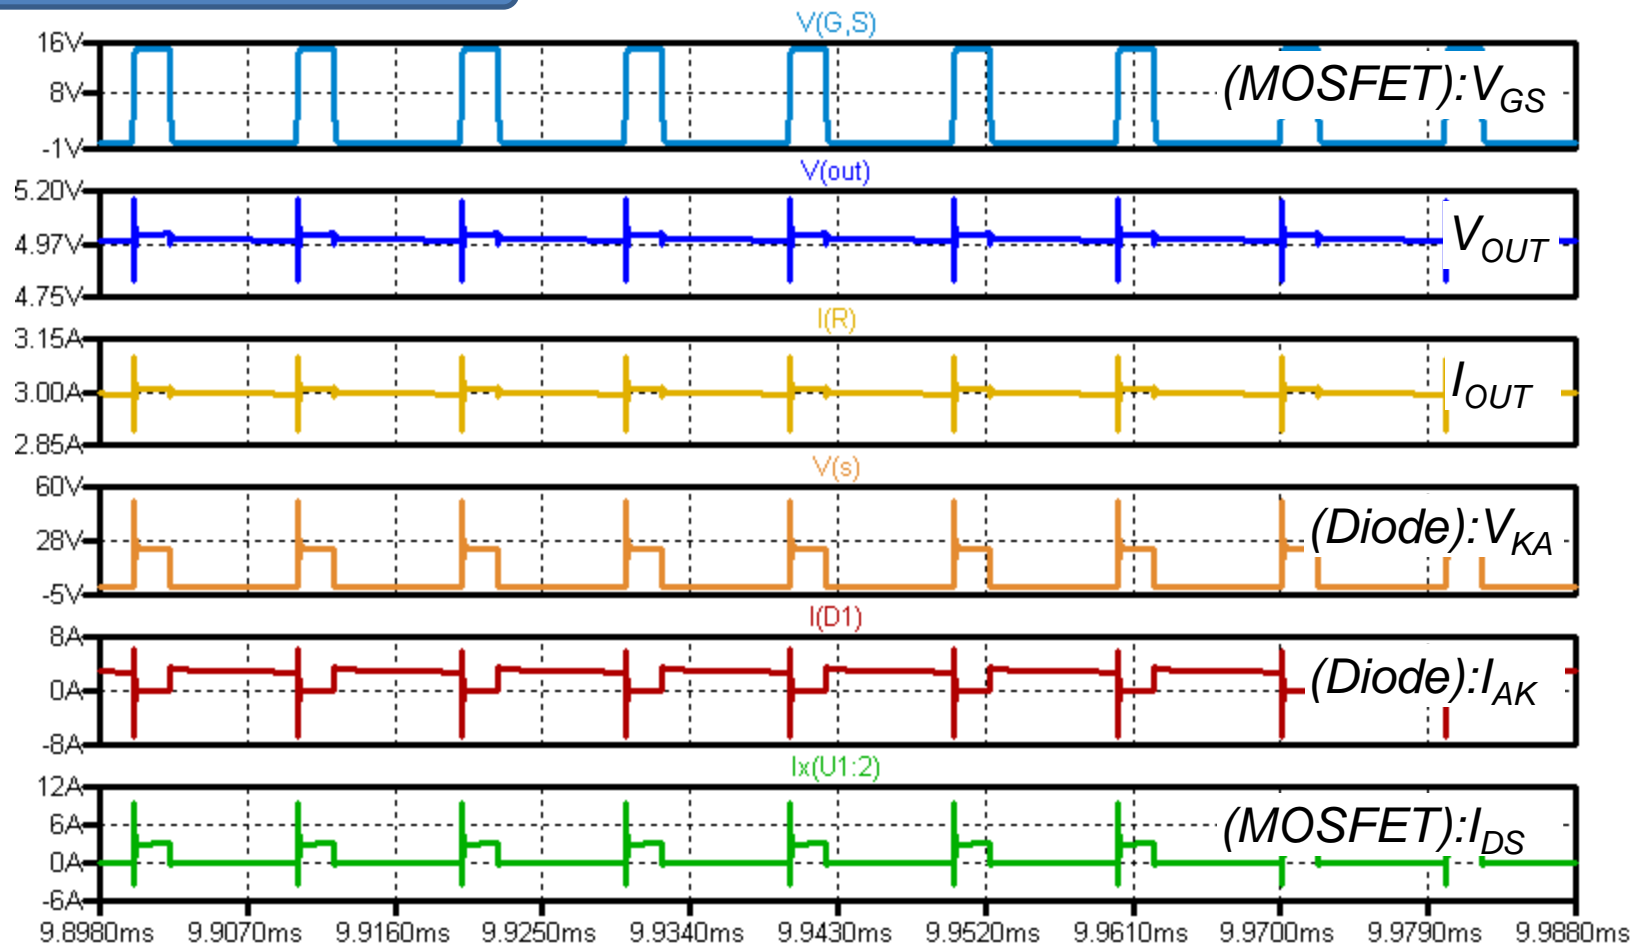 V(G,S)
16V
8V
-1V
(MOSFET):VGS
V(out)
5.20V
4.97V
4.75V
VOUT
I(R)
3.15A
3.00A
2.85A
IOUT
V(s)
60V
28V
-5V
(Diode):VKA
I(D1)
8A
0A
-8A
(Diode):IAK
Ix(U1:2)
12A
6A
0A
-6A
(MOSFET):IDS
9.8980ms 9.9070ms 9.9160ms 9.9250ms 9.9340ms 9.9430ms 9.9520ms 9.9610ms 9.9700ms 9.9790ms 9.9880ms